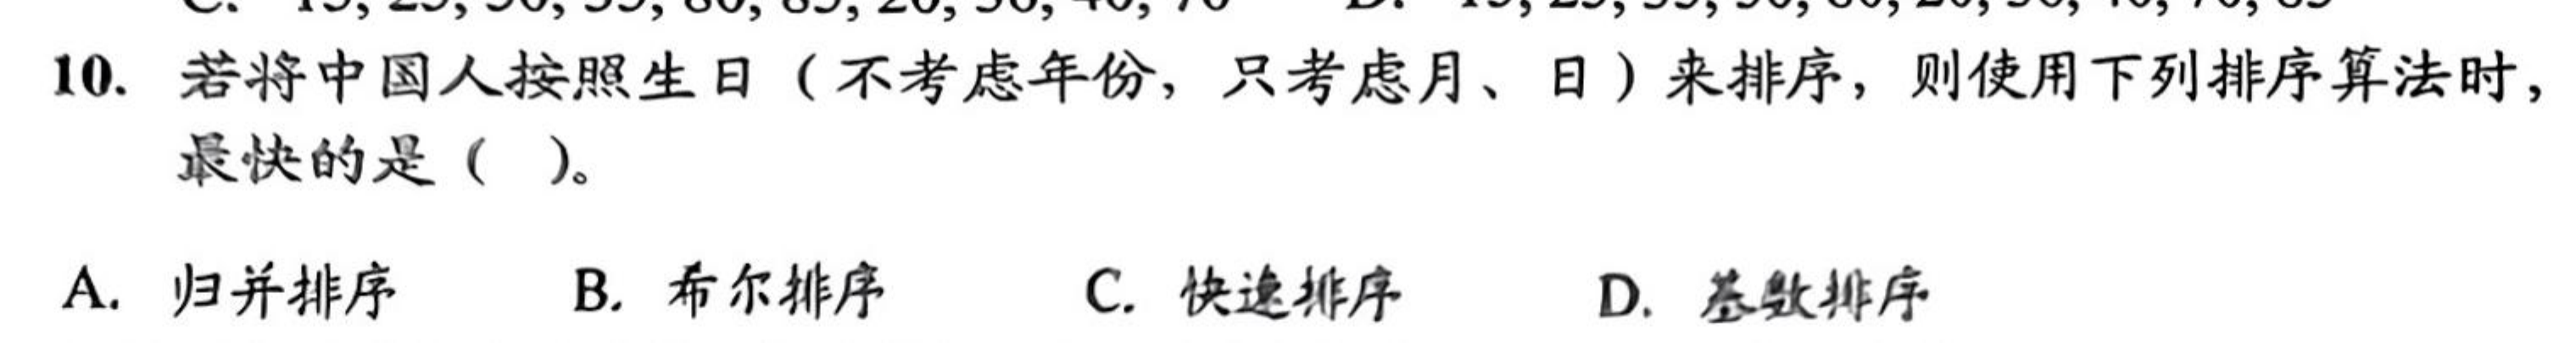 C. 15, 25, 50, 35, 80, 85, 20, 36, 40, 70 D. 15, 25, 35, 50, 80, 20, 36, 40, 70, 85
10. 若将中国人按照生日（不考虑年份，只考虑月、日）来排序，则使用下列排序算法时，
最快的是（ ）。
A. 归并排序 B. 希尔排序 C. 快速排序 D. 基数排序